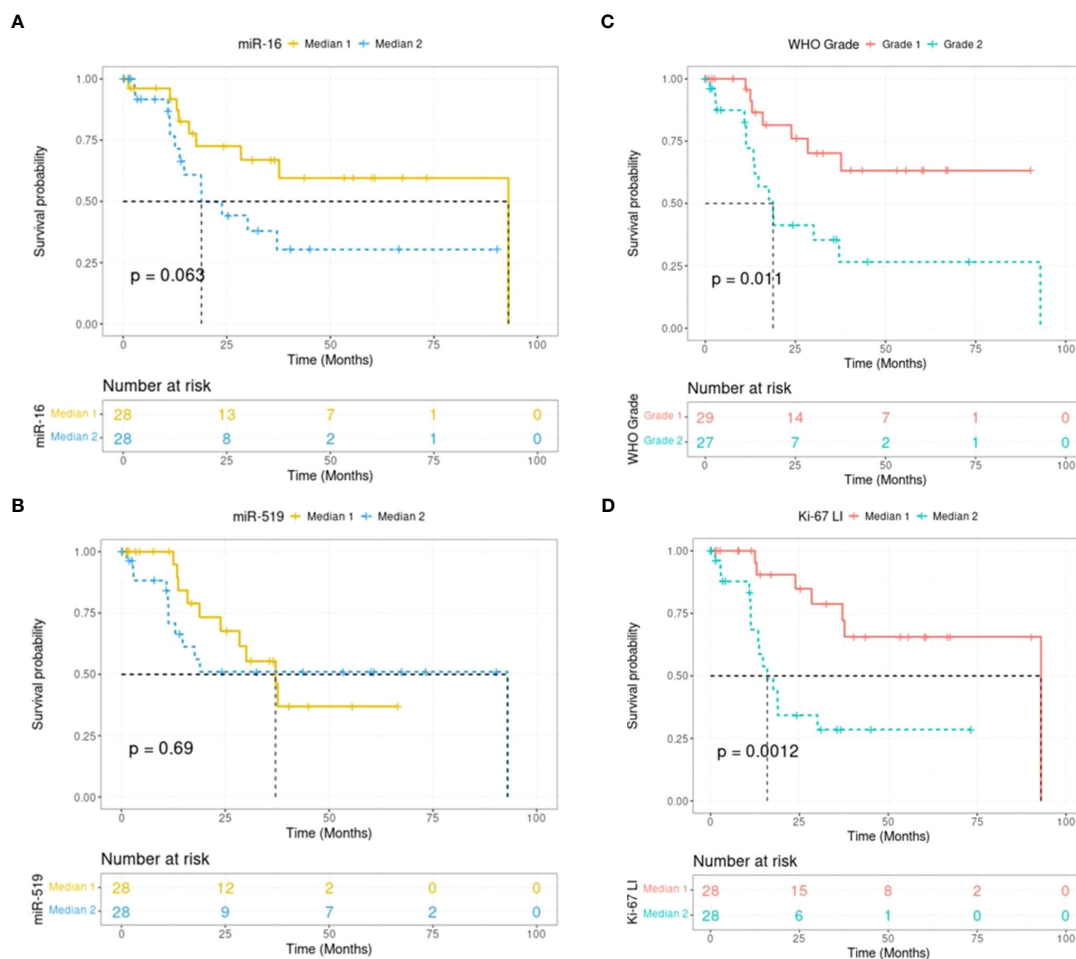 A
miR-16 Median 1 Median 2
1.00
0.75
0.50
0.25
0.00
Survival probability
p = 0.063
0 25 50 75 100
Time (Months)
Number at risk
miR-16
Median 1 28 13 7 1 0
Median 2 28 8 2 1 0
0 25 50 75 100
Time (Months)
B
miR-519 Median 1 Median 2
1.00
0.75
0.50
0.25
0.00
Survival probability
p = 0.69
0 25 50 75 100
Time (Months)
Number at risk
miR-519
Median 1 28 12 2 0 0
Median 2 28 9 7 2 0
0 25 50 75 100
Time (Months)
C
WHO Grade Grade 1 Grade 2
1.00
0.75
0.50
0.25
0.00
Survival probability
p = 0.011
0 25 50 75 100
Time (Months)
Number at risk
WHO Grade
Grade 1 29 14 7 1 0
Grade 2 27 7 2 1 0
0 25 50 75 100
Time (Months)
D
Ki-67 LI Median 1 Median 2
1.00
0.75
0.50
0.25
0.00
Survival probability
p = 0.0012
0 25 50 75 100
Time (Months)
Number at risk
Ki-67 LI
Median 1 28 15 8 2 0
Median 2 28 6 1 0 0
0 25 50 75 100
Time (Months)